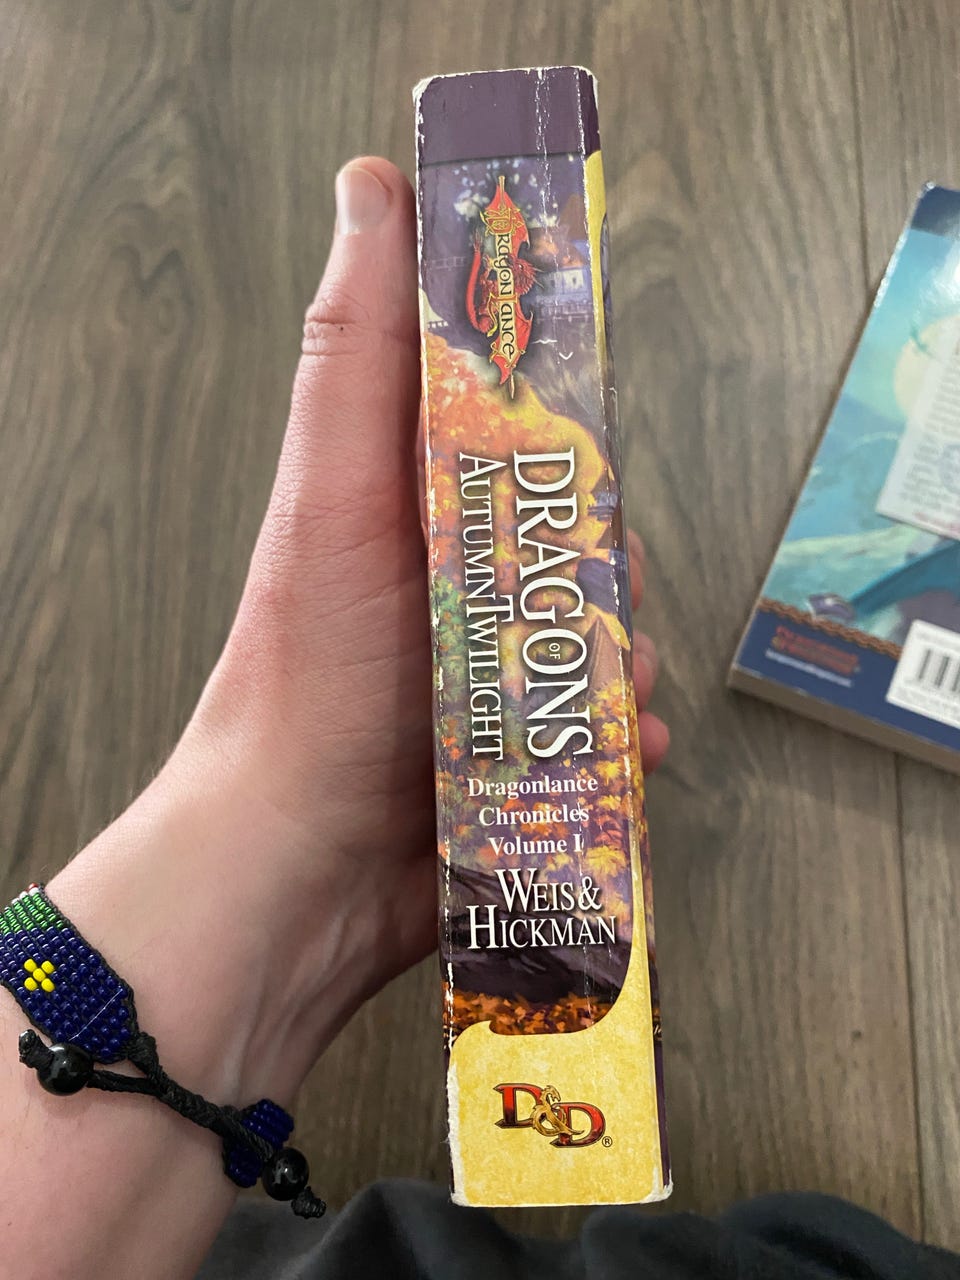 DRAGONLANCE
DRAGONS
OF
AUTUMN TWILIGHT
Dragonlance
Chronicles
Volume I
WEIS &
HICKMAN
D&D®